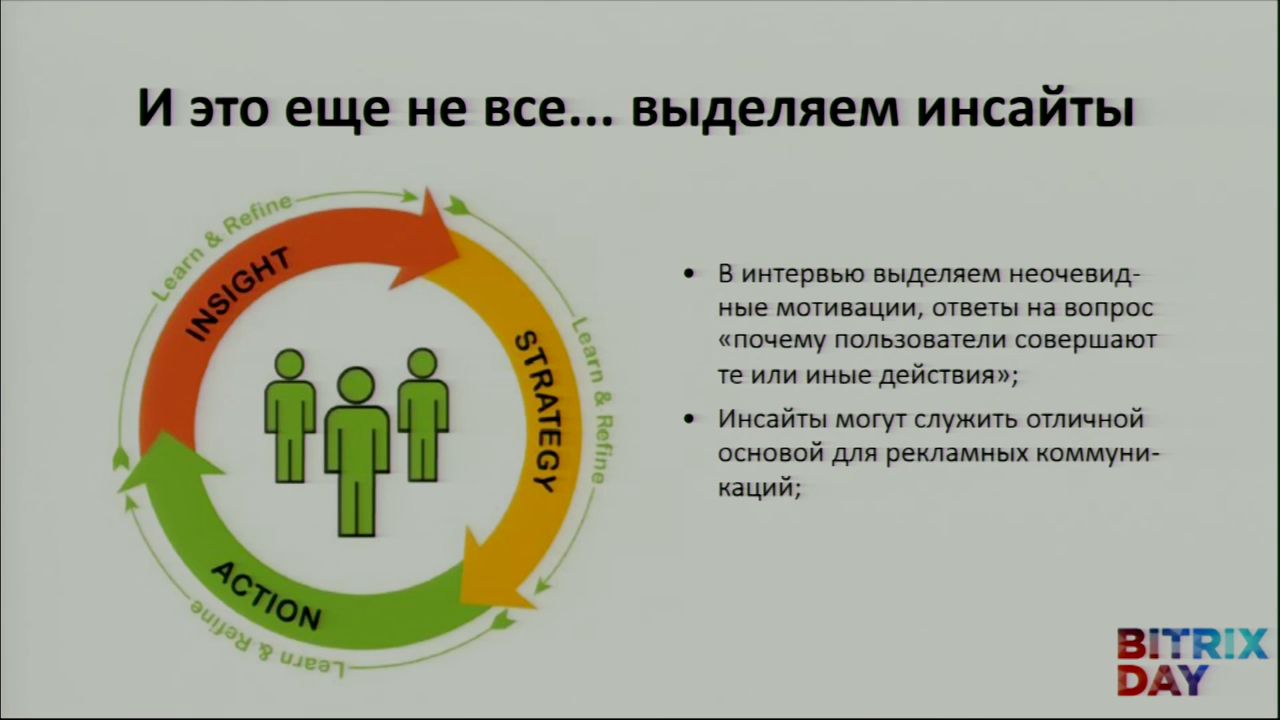 И это еще не все... выделяем инсайты
Learn & Refine
INSIGHT
STRATEGY
Learn & Refine
ACTION
Learn & Refine
• В интервью выделяем неочевид-
ные мотивации, ответы на вопрос
«почему пользователи совершают
те или иные действия»;
• Инсайты могут служить отличной
основой для рекламных коммуни-
каций;
BITRIX
DAY